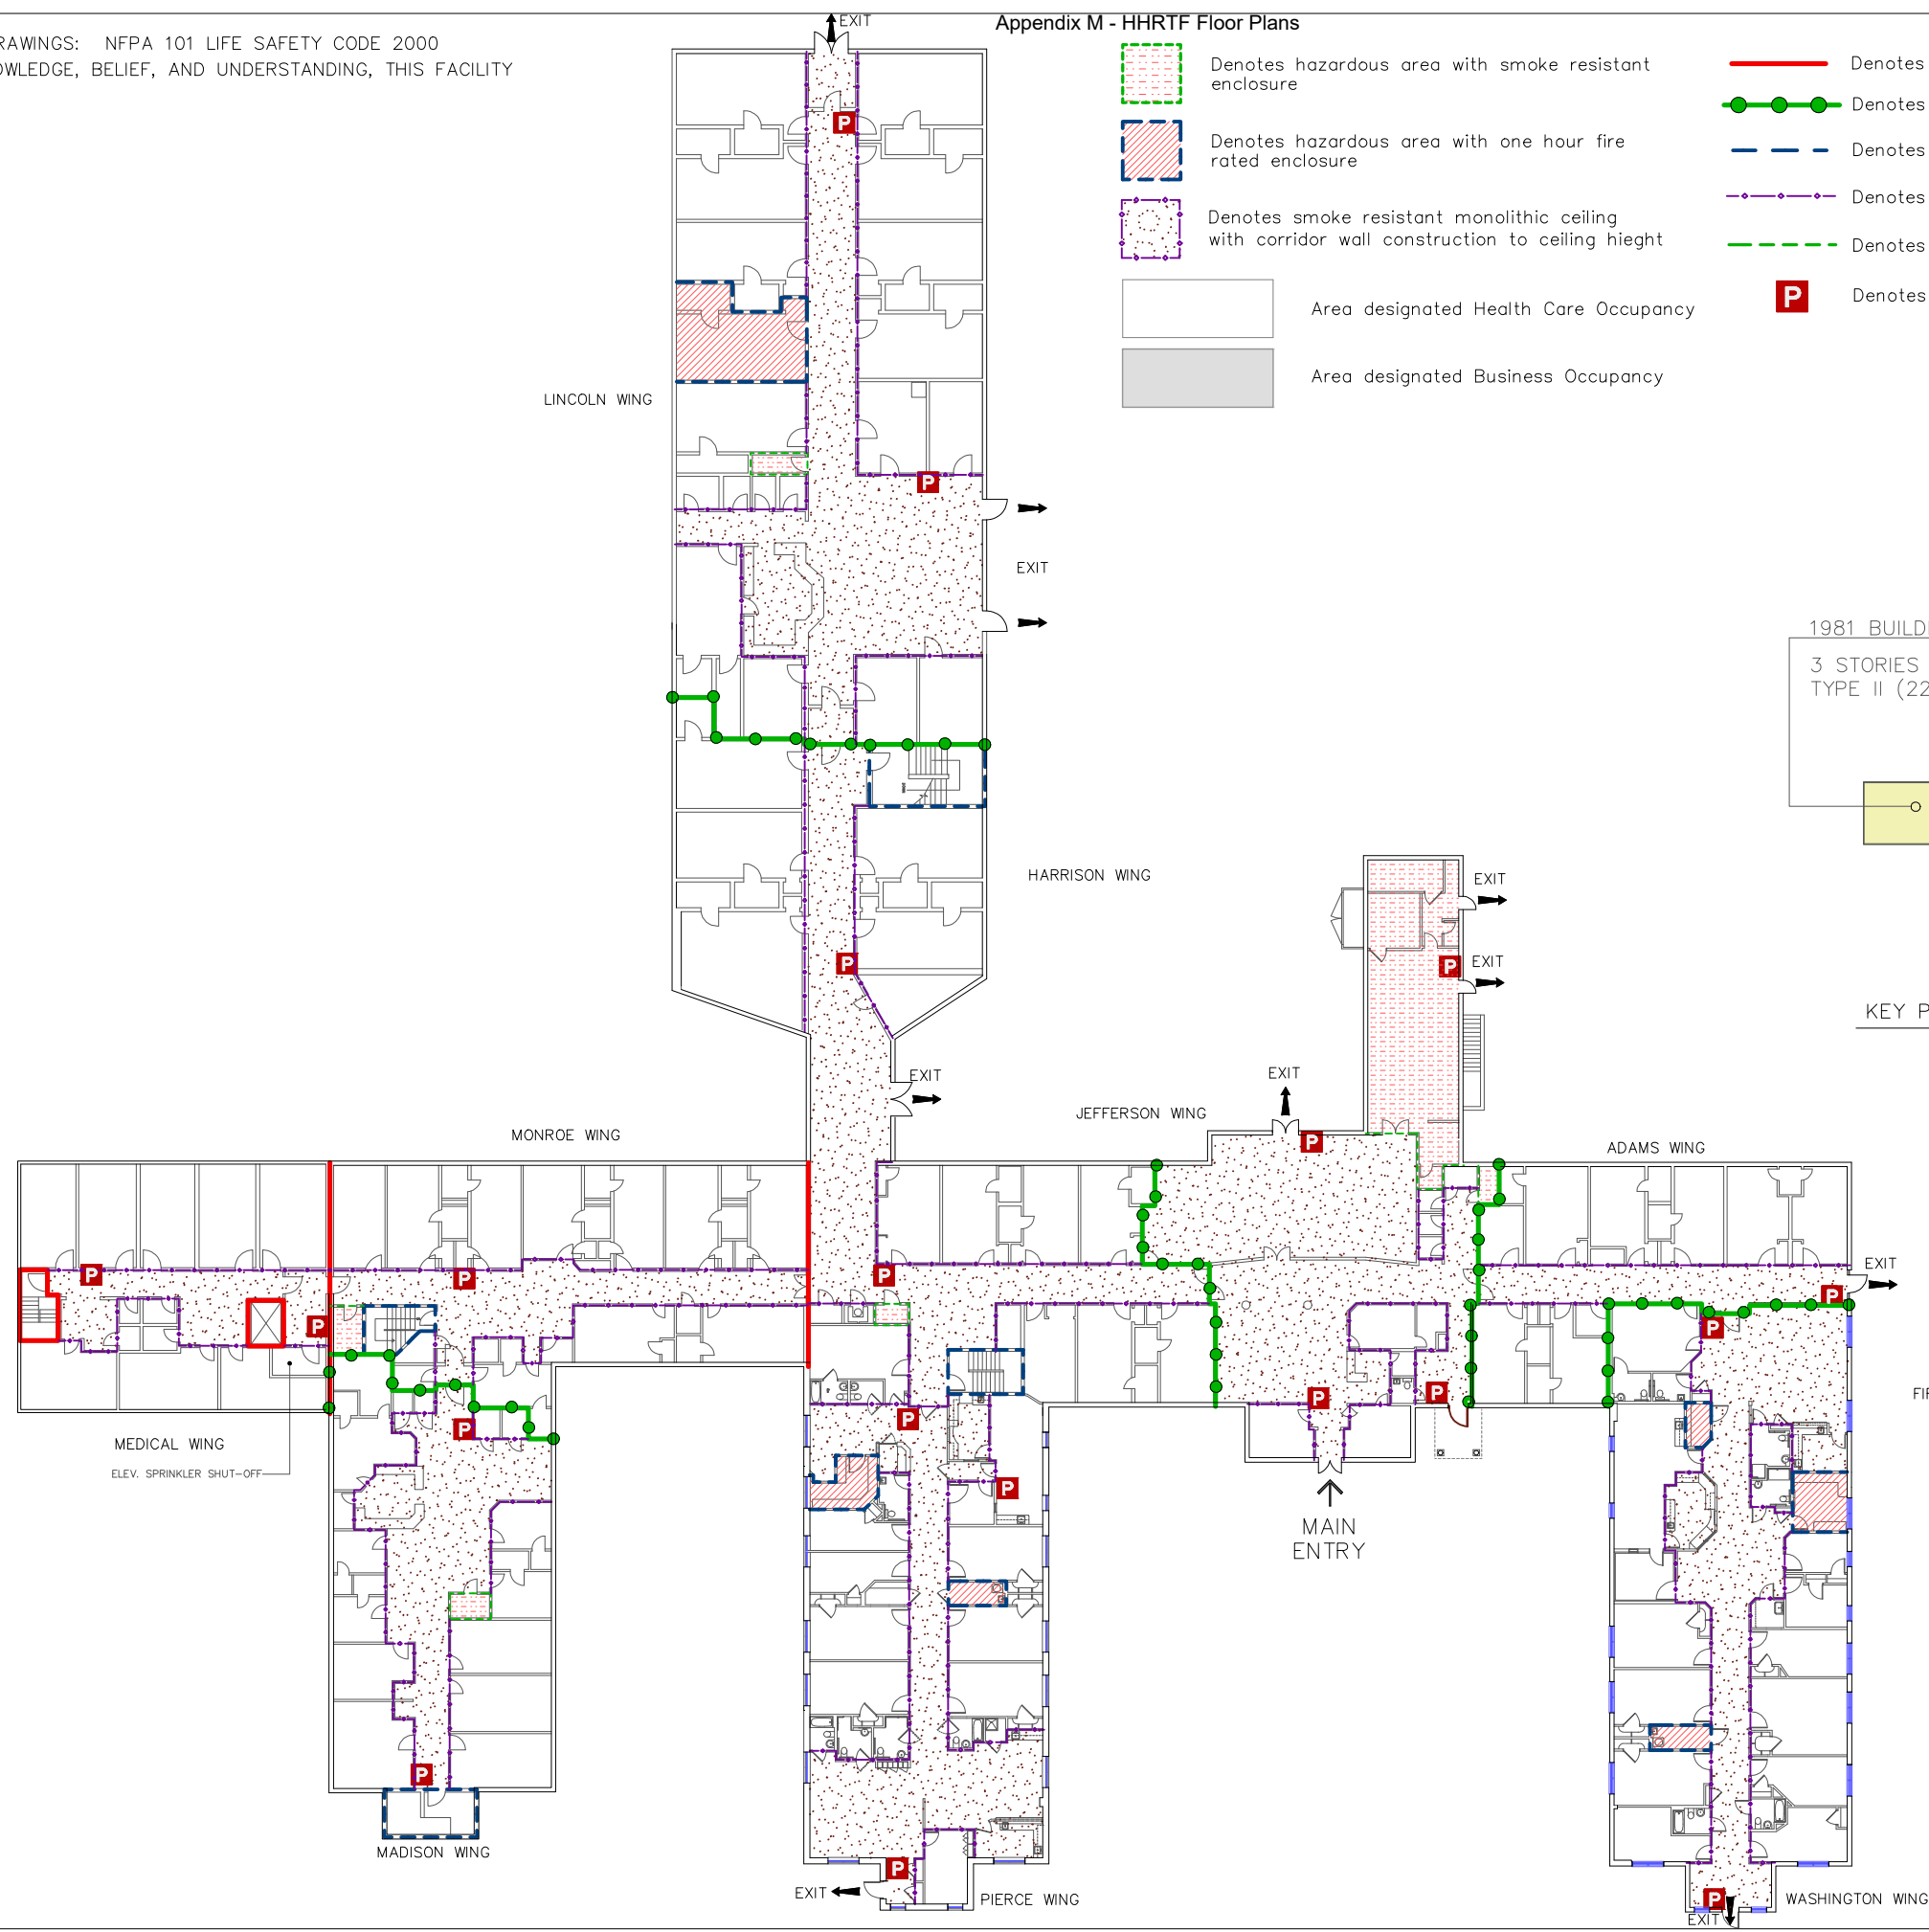 Appendix M - HHRTF Floor Plans
RAWINGS: NFPA 101 LIFE SAFETY CODE 2000
OWLEDGE, BELIEF, AND UNDERSTANDING, THIS FACILITY
EXIT
Denotes hazardous area with smoke resistant
enclosure
Denotes hazardous area with one hour fire
rated enclosure
Denotes smoke resistant monolithic ceiling
with corridor wall construction to ceiling hieght
Area designated Health Care Occupancy
Area designated Business Occupancy
Denotes
Denotes
Denotes
Denotes
Denotes
P
Denotes
P
LINCOLN WING
P
EXIT
1981 BUILD
3 STORIES
TYPE II (22
HARRISON WING
EXIT
P
EXIT
P
KEY P
EXIT
EXIT
JEFFERSON WING
MONROE WING
P
ADAMS WING
EXIT
P
P
P
P
P
P
P
P
P
FIF
P
P
MEDICAL WING
ELEV. SPRINKLER SHUT-OFF
P
MAIN
ENTRY
P
MADISON WING
P
EXIT
PIERCE WING
P
WASHINGTON WING
EXIT